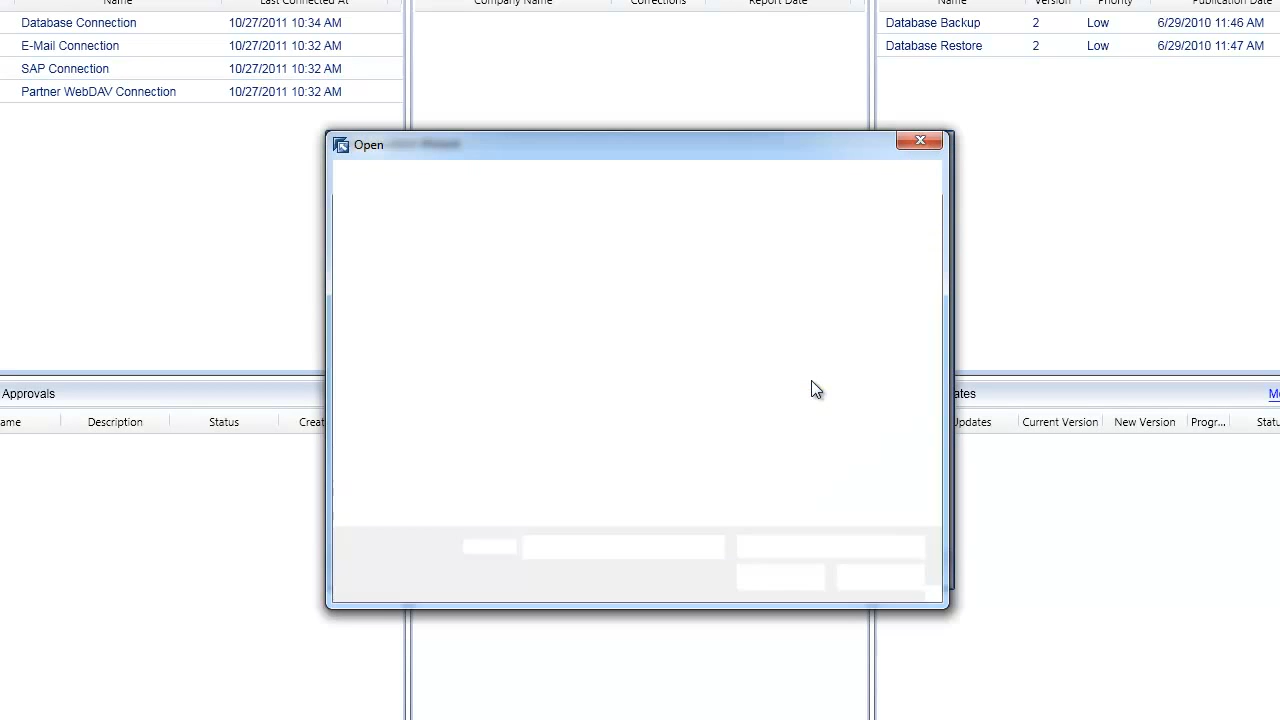 Name Last Connected At
Database Connection 10/27/2011 10:34 AM
E-Mail Connection 10/27/2011 10:32 AM
SAP Connection 10/27/2011 10:32 AM
Partner WebDAV Connection 10/27/2011 10:32 AM
Company Name Corrections Report Date
Name Version Priority Publication Date
Database Backup 2 Low 6/29/2010 11:46 AM
Database Restore 2 Low 6/29/2010 11:47 AM
Open
Approvals
ame Description Status Creat
ates M
Updates Current Version New Version Progr... Statu